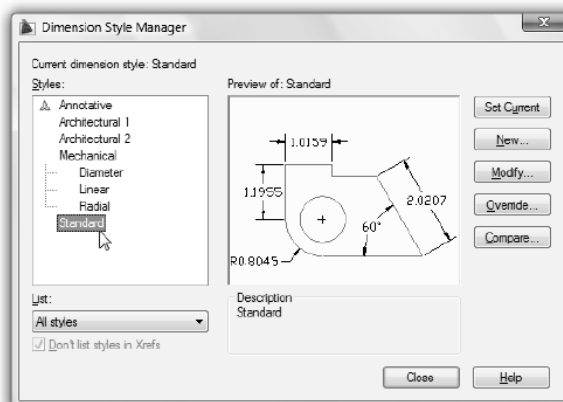 Dimension Style Manager
Current dimension style: Standard
Styles:
Annotative
Architectural 1
Architectural 2
Mechanical
Diameter
Linear
Radial
Standard
List:
All styles
Don't list styles in Xrefs
Preview of: Standard
1.0159
1.1955
2.0207
60°
R0.8045
Description
Standard
Set Current
New...
Modify...
Override...
Compare...
Close
Help